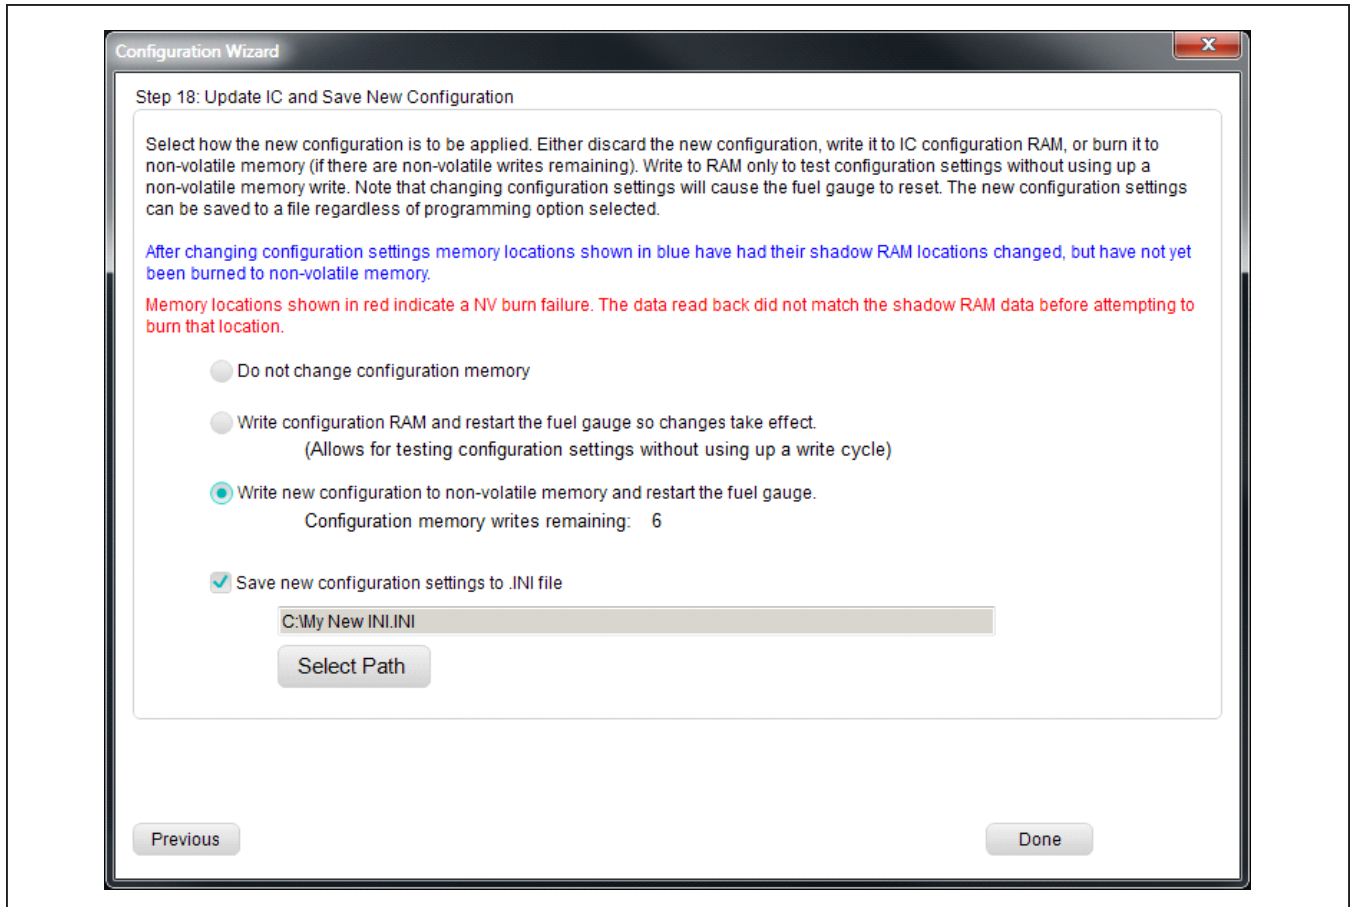 Configuration Wizard
X
Step 18: Update IC and Save New Configuration
Select how the new configuration is to be applied. Either discard the new configuration, write it to IC configuration RAM, or burn it to
non-volatile memory (if there are non-volatile writes remaining). Write to RAM only to test configuration settings without using up a
non-volatile memory write. Note that changing configuration settings will cause the fuel gauge to reset. The new configuration settings
can be saved to a file regardless of programming option selected.
After changing configuration settings memory locations shown in blue have had their shadow RAM locations changed, but have not yet
been burned to non-volatile memory.
Memory locations shown in red indicate a NV burn failure. The data read back did not match the shadow RAM data before attempting to
burn that location.
Do not change configuration memory
Write configuration RAM and restart the fuel gauge so changes take effect.
(Allows for testing configuration settings without using up a write cycle)
Write new configuration to non-volatile memory and restart the fuel gauge.
Configuration memory writes remaining: 6
Save new configuration settings to .INI file
C:\My New INI.INI
Select Path
Previous
Done